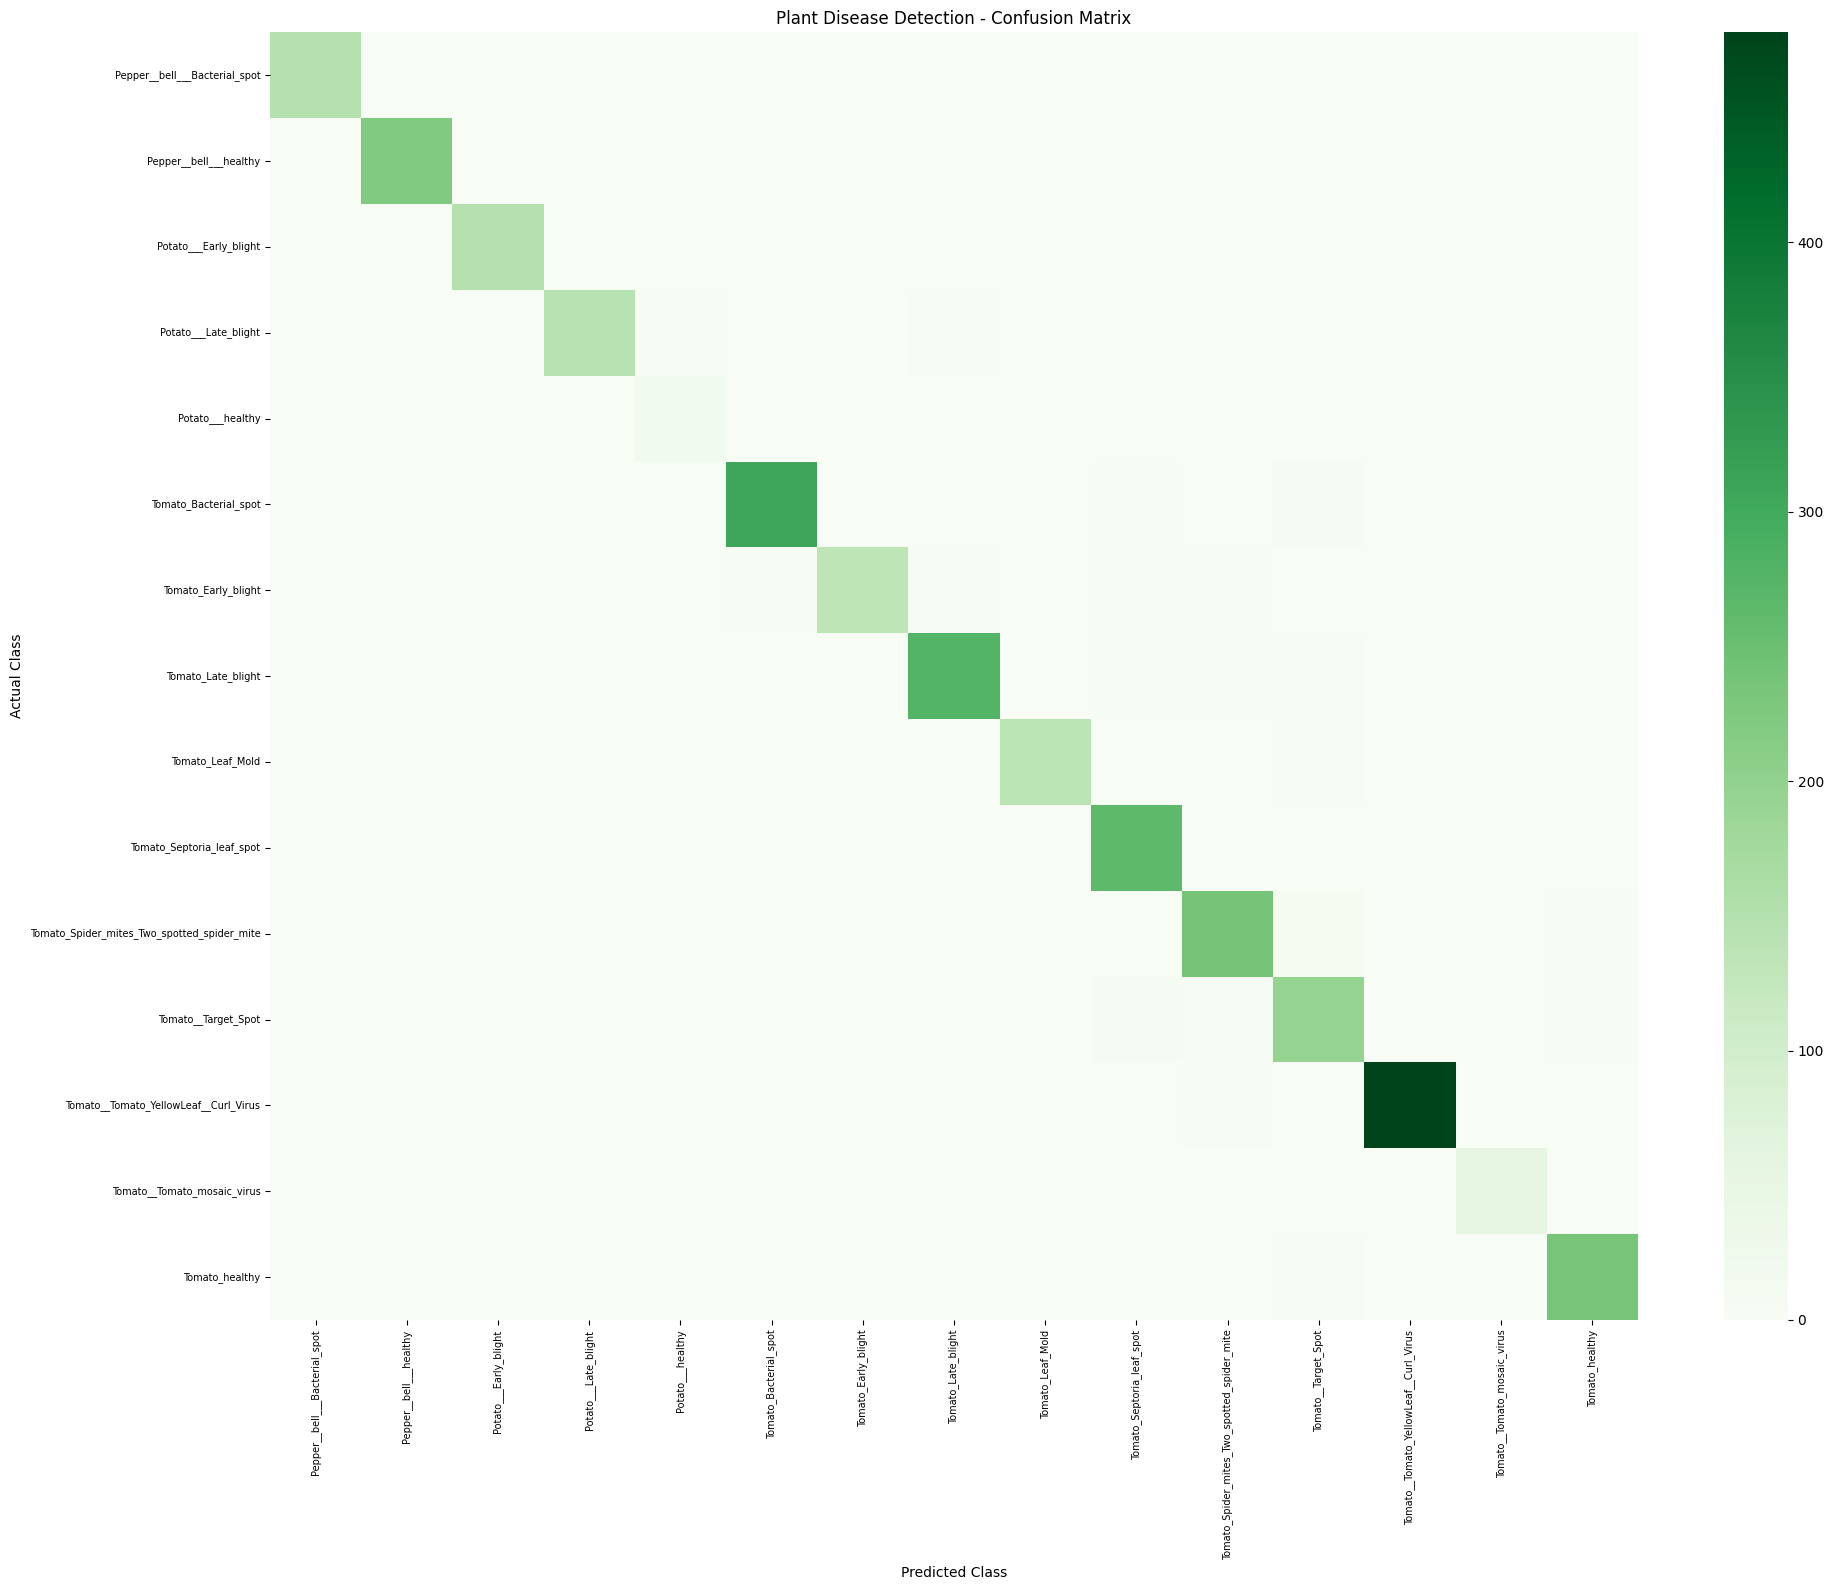 Plant Disease Detection - Confusion Matrix
Actual Class
Pepper__bell___Bacterial_spot
Pepper__bell___healthy
Potato___Early_blight
Potato___Late_blight
Potato___healthy
Tomato_Bacterial_spot
Tomato_Early_blight
Tomato_Late_blight
Tomato_Leaf_Mold
Tomato_Septoria_leaf_spot
Tomato_Spider_mites_Two_spotted_spider_mite
Tomato__Target_Spot
Tomato__Tomato_YellowLeaf__Curl_Virus
Tomato__Tomato_mosaic_virus
Tomato_healthy
400
300
200
100
0
Pepper__bell___Bacterial_spot
Pepper__bell___healthy
Potato___Early_blight
Potato___Late_blight
Potato___healthy
Tomato_Bacterial_spot
Tomato_Early_blight
Tomato_Late_blight
Tomato_Leaf_Mold
Tomato_Septoria_leaf_spot
Tomato_Spider_mites_Two_spotted_spider_mite
Tomato__Target_Spot
Tomato__Tomato_YellowLeaf__Curl_Virus
Tomato__Tomato_mosaic_virus
Tomato_healthy
Predicted Class